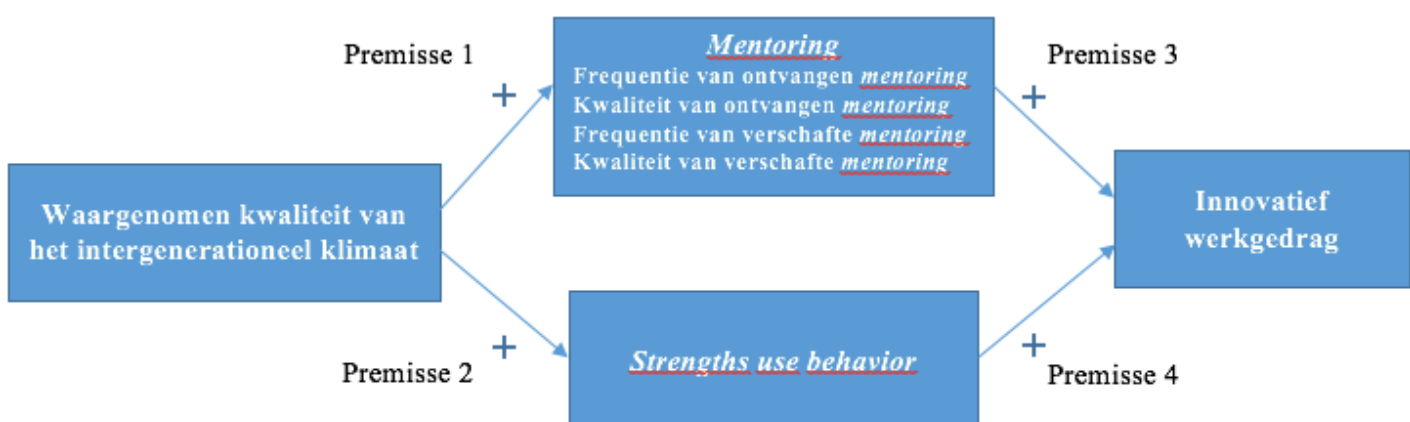 Premisse 1
+
Mentoring
Frequentie van ontvangen mentoring
Kwaliteit van ontvangen mentoring
Frequentie van verschafte mentoring
Kwaliteit van verschafte mentoring
Premisse 3
+
Waargenomen kwaliteit van
het intergenerationeel klimaat
Innovatief
werkgedrag
Premisse 2
+
Strengths use behavior
+
Premisse 4